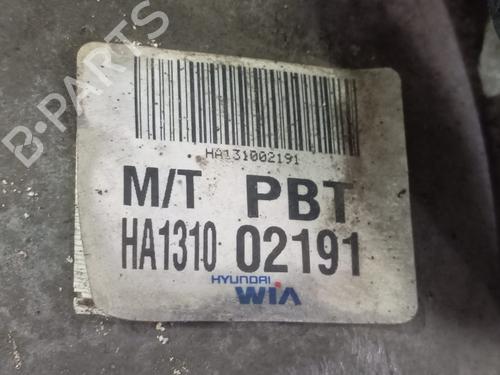 B-PARTS
HA131002191
M/T PBT
HA1310 02191
HYUNDAI
WIA